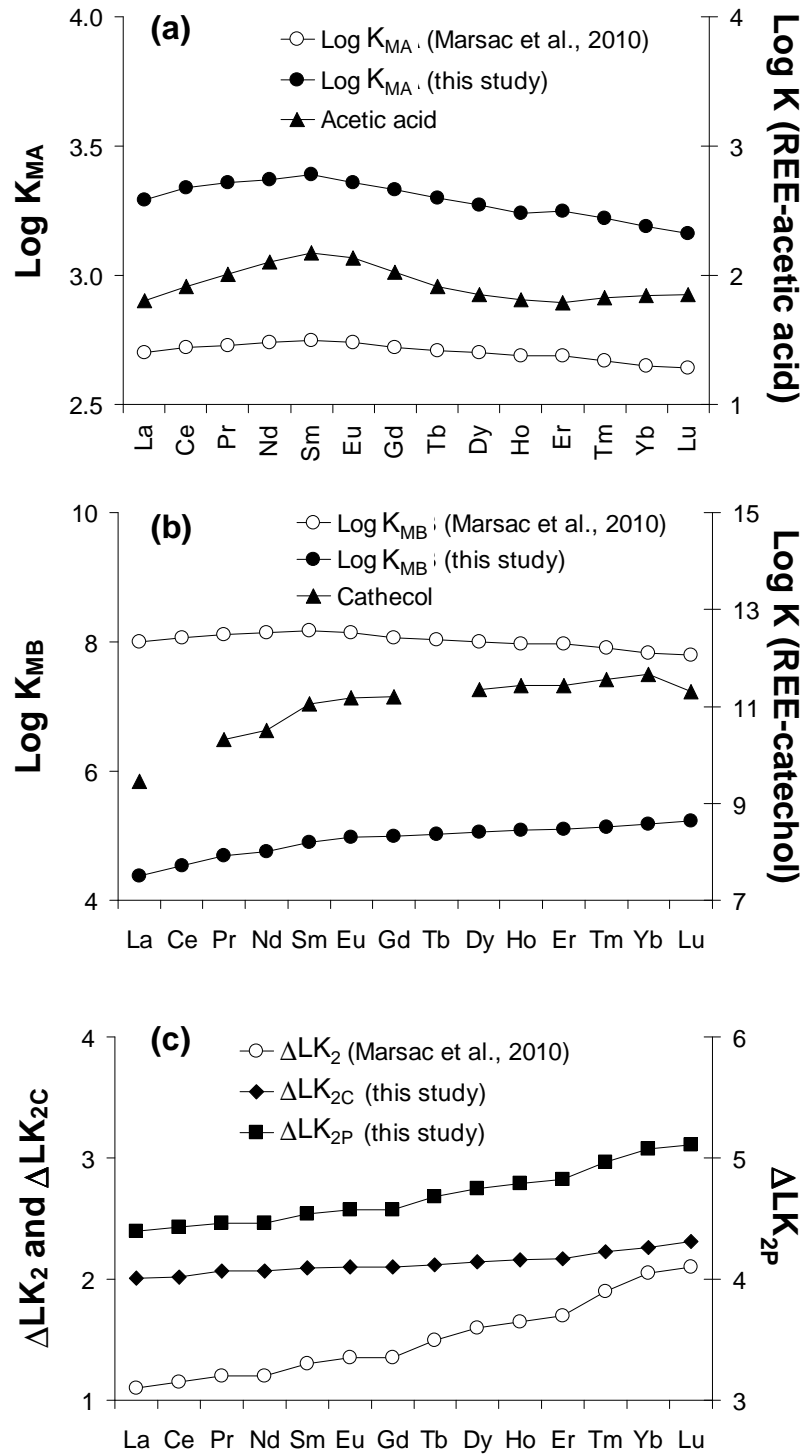 (a)
Log K_MA (Marsac et al., 2010)
Log K_MA (this study)
Acetic acid
4.0
3.5
3.0
2.5
Log K_MA
4
3
2
1
Log K (REE-acetic acid)
La Ce Pr Nd Sm Eu Gd Tb Dy Ho Er Tm Yb Lu
(b)
Log K_MB (Marsac et al., 2010)
Log K_MB (this study)
Cathecol
10
8
6
4
Log K_MB
15
13
11
9
7
Log K (REE-catechol)
La Ce Pr Nd Sm Eu Gd Tb Dy Ho Er Tm Yb Lu
(c)
ΔLK₂ (Marsac et al., 2010)
ΔLK_2C (this study)
ΔLK_2P (this study)
4
3
2
1
ΔLK₂ and ΔLK_2C
6
5
4
3
ΔLK_2P
La Ce Pr Nd Sm Eu Gd Tb Dy Ho Er Tm Yb Lu